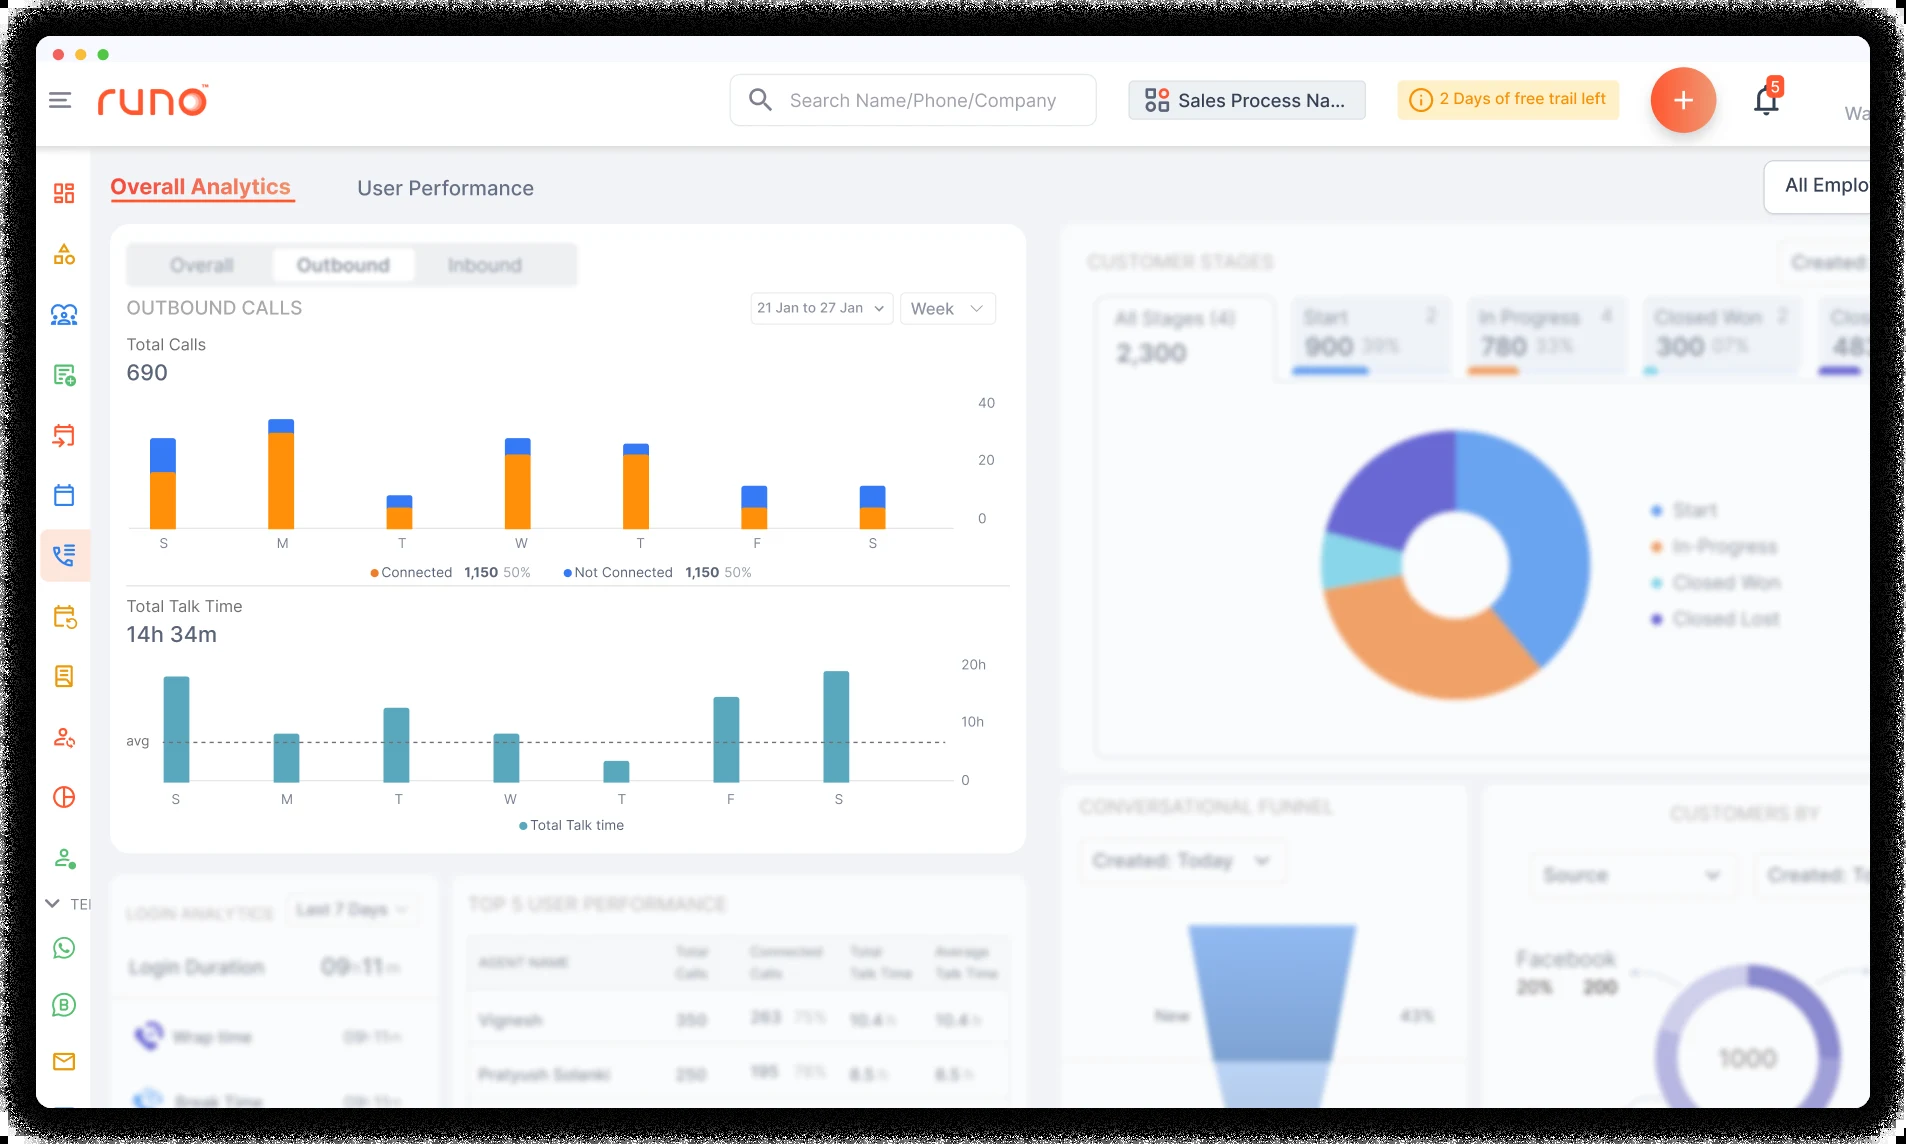 runo™
Search Name/Phone/Company
Sales Process Na...
2 Days of free trail left
5
Wa
Overall Analytics
User Performance
All Emplo
Overall
Outbound
Inbound
OUTBOUND CALLS
21 Jan to 27 Jan
Week
Total Calls
690
40
20
0
S M T W T F S
Connected 1,150 50%
Not Connected 1,150 50%
Total Talk Time
14h 34m
20h
10h
avg
0
S M T W T F S
Total Talk time
CUSTOMER STAGES
Created:
All Stages (4)
2,300
Start 2
900 39%
In Progress 4
780 33%
Closed Won 2
300 07%
Clos
483
Start
In-Progress
Closed Won
Closed Lost
TEI
LOGIN ANALYTICS
Last 7 Days
Login Duration
Wrap time
Break Time
TOP 5 USER PERFORMANCE
AGENT NAME
Total Calls
Connected Calls
Total Talk Time
Average Talk Time
Vignesh 350 263 75% 10.4 h 10.4 h
Pratyush Solanki 250 195 78% 8.5 h 8.5 h
CONVERSATIONAL FUNNEL
Created: Today
New
43%
CUSTOMERS BY
Source
Created: To
Facebook
20% 200
1000